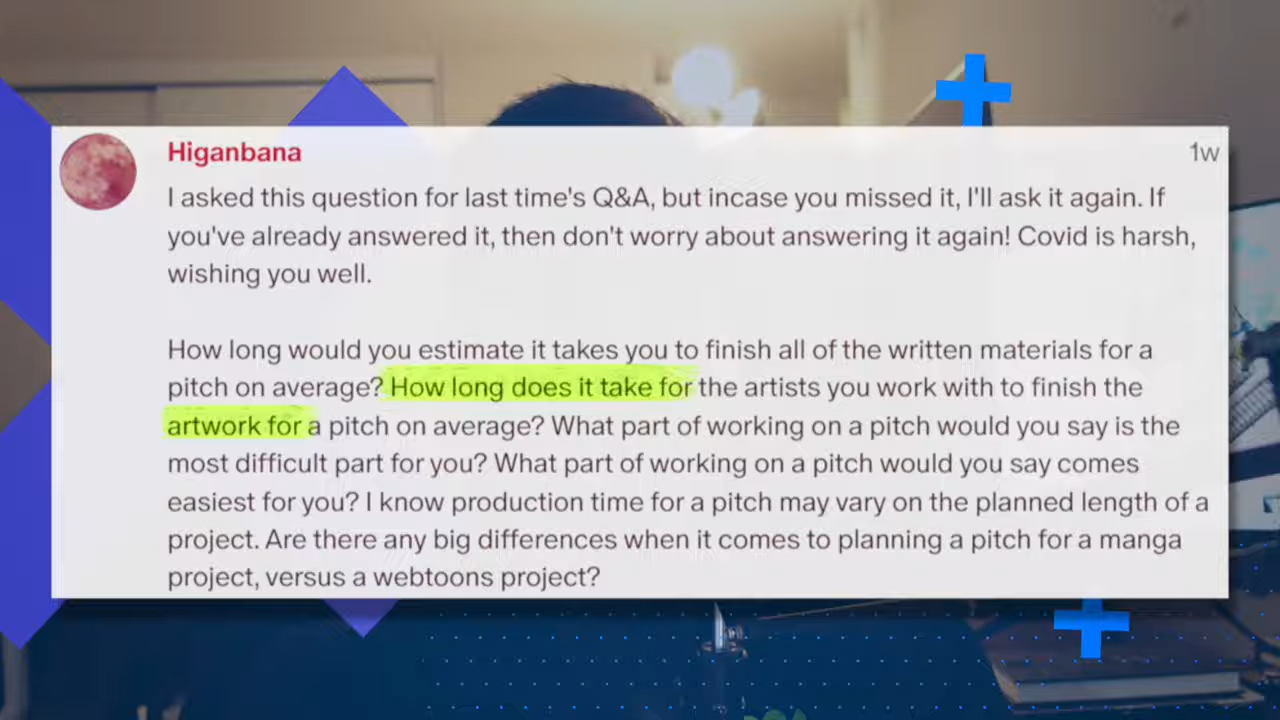 Higanbana
1w
I asked this question for last time's Q&A, but incase you missed it, I'll ask it again. If
you've already answered it, then don't worry about answering it again! Covid is harsh,
wishing you well.
How long would you estimate it takes you to finish all of the written materials for a
pitch on average? How long does it take for the artists you work with to finish the
artwork for a pitch on average? What part of working on a pitch would you say is the
most difficult part for you? What part of working on a pitch would you say comes
easiest for you? I know production time for a pitch may vary on the planned length of a
project. Are there any big differences when it comes to planning a pitch for a manga
project, versus a webtoons project?